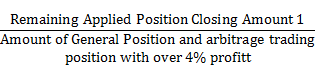 Remaining Applied Position Closing Amount 1
Amount of General Position and arbitrage trading
position with over 4% profitt